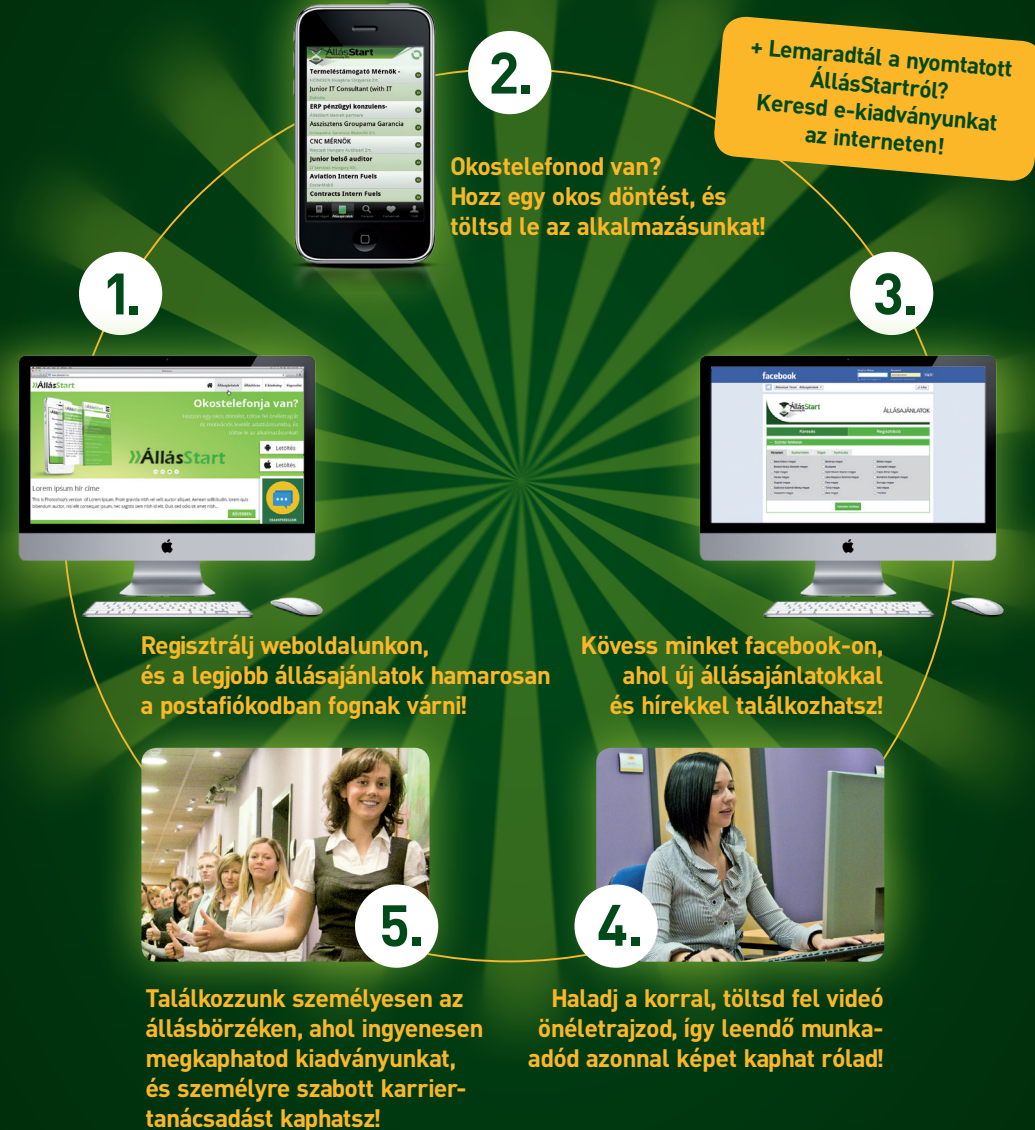 + Lemaradtál a nyomtatott
ÁllásStartról?
Keresd e-kiadványunkat
az interneten!
ÁllásStart
Termeléstámogató Mérnök -
Junior IT Consultant (with IT
ERP pénzügyi konzulens-
Asszisztens Groupama Garancia
CNC MÉRNÖK
Junior belső auditor
Aviation Intern Fuels
Contracts Intern Fuels
2.
Okostelefonod van?
Hozz egy okos döntést, és
töltsd le az alkalmazásunkat!
1.
»ÁllásStart
Okostelefonja van?
»ÁllásStart
Letöltés
Letöltés
Lorem ipsum hír címe
Regisztrálj weboldalunkon,
és a legjobb állásajánlatok hamarosan
a postafiókodban fognak várni!
3.
facebook
ÁllásStart
ÁLLÁSAJÁNLATOK
Keresés
Regisztráció
Kövess minket facebook-on,
ahol új állásajánlatokkal
és hírekkel találkozhatsz!
5.
Találkozzunk személyesen az
állásbörzéken, ahol ingyenesen
megkaphatod kiadványunkat,
és személyre szabott karrier-
tanácsadást kaphatsz!
4.
Haladj a korral, töltsd fel videó
önéletrajzod, így leendő munka-
adód azonnal képet kaphat rólad!